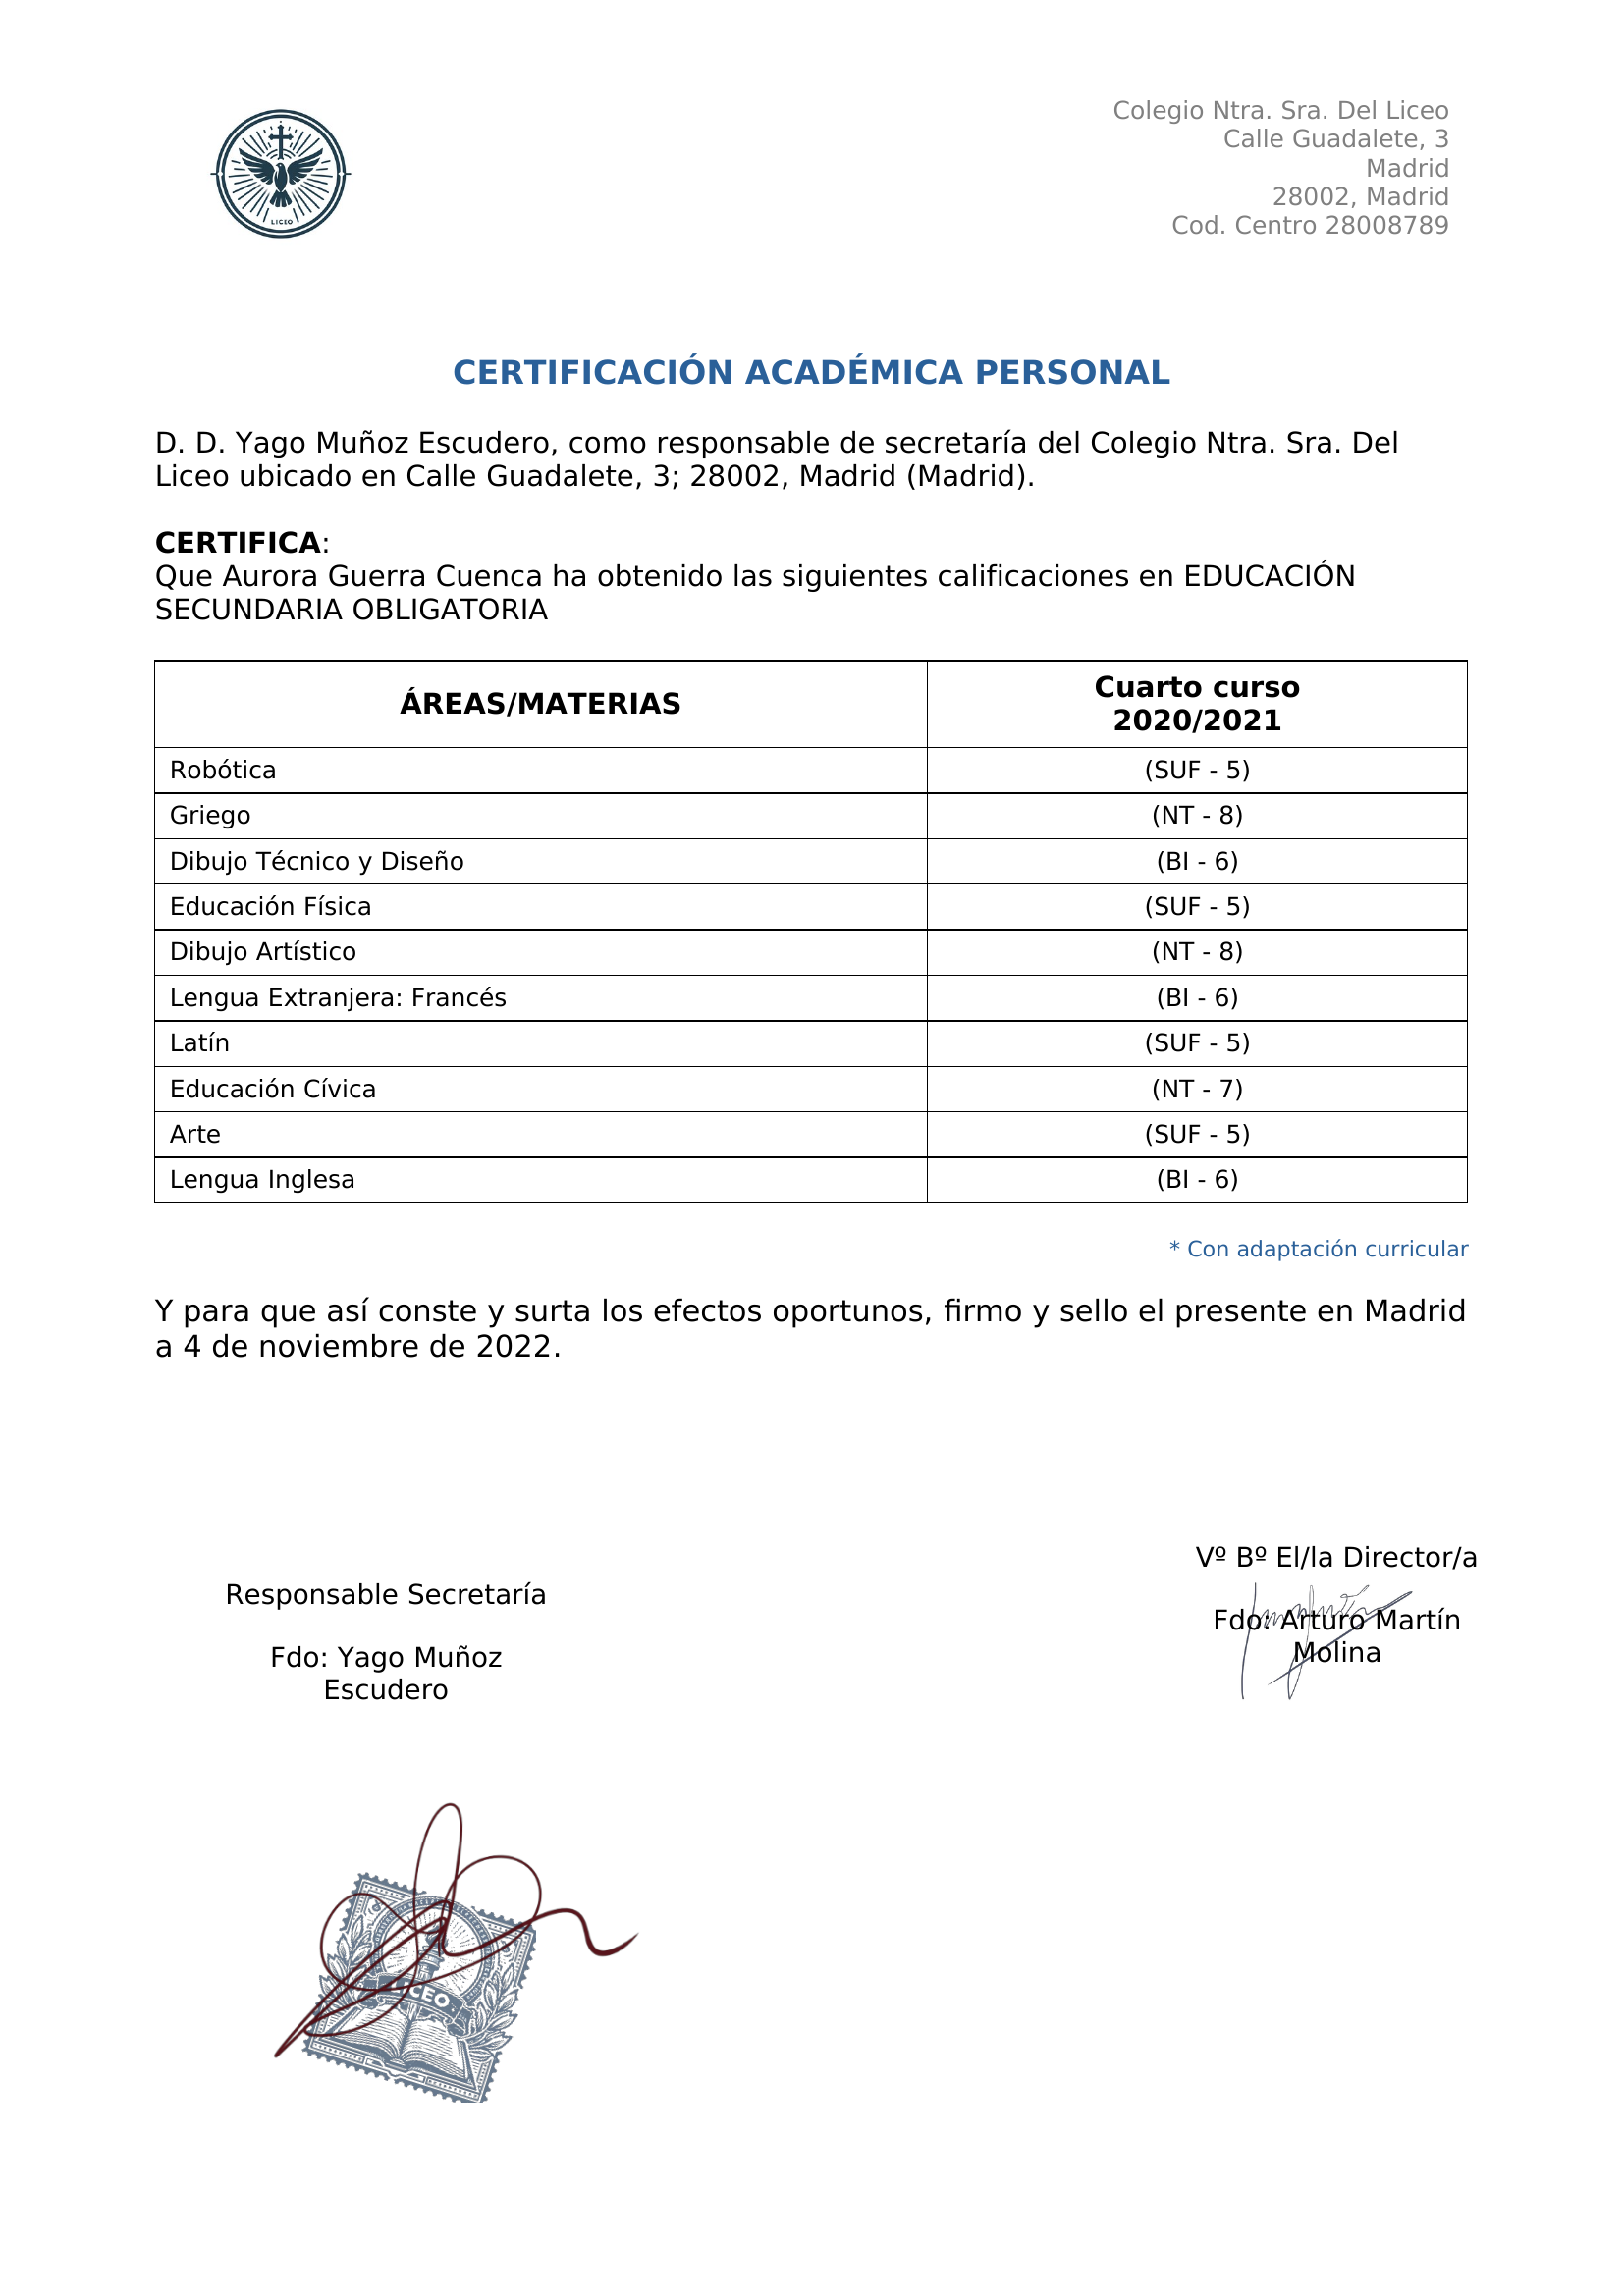 LICEO
Colegio Ntra. Sra. Del Liceo
Calle Guadalete, 3
Madrid
28002, Madrid
Cod. Centro 28008789
CERTIFICACIÓN ACADÉMICA PERSONAL
D. D. Yago Muñoz Escudero, como responsable de secretaría del Colegio Ntra. Sra. Del
Liceo ubicado en Calle Guadalete, 3; 28002, Madrid (Madrid).
CERTIFICA:
Que Aurora Guerra Cuenca ha obtenido las siguientes calificaciones en EDUCACIÓN
SECUNDARIA OBLIGATORIA
ÁREAS/MATERIAS
Cuarto curso
2020/2021
Robótica (SUF - 5)
Griego (NT - 8)
Dibujo Técnico y Diseño (BI - 6)
Educación Física (SUF - 5)
Dibujo Artístico (NT - 8)
Lengua Extranjera: Francés (BI - 6)
Latín (SUF - 5)
Educación Cívica (NT - 7)
Arte (SUF - 5)
Lengua Inglesa (BI - 6)
* Con adaptación curricular
Y para que así conste y surta los efectos oportunos, firmo y sello el presente en Madrid
a 4 de noviembre de 2022.
Responsable Secretaría
Fdo: Yago Muñoz
Escudero
Vº Bº El/la Director/a
Fdo: Arturo Martín
Molina